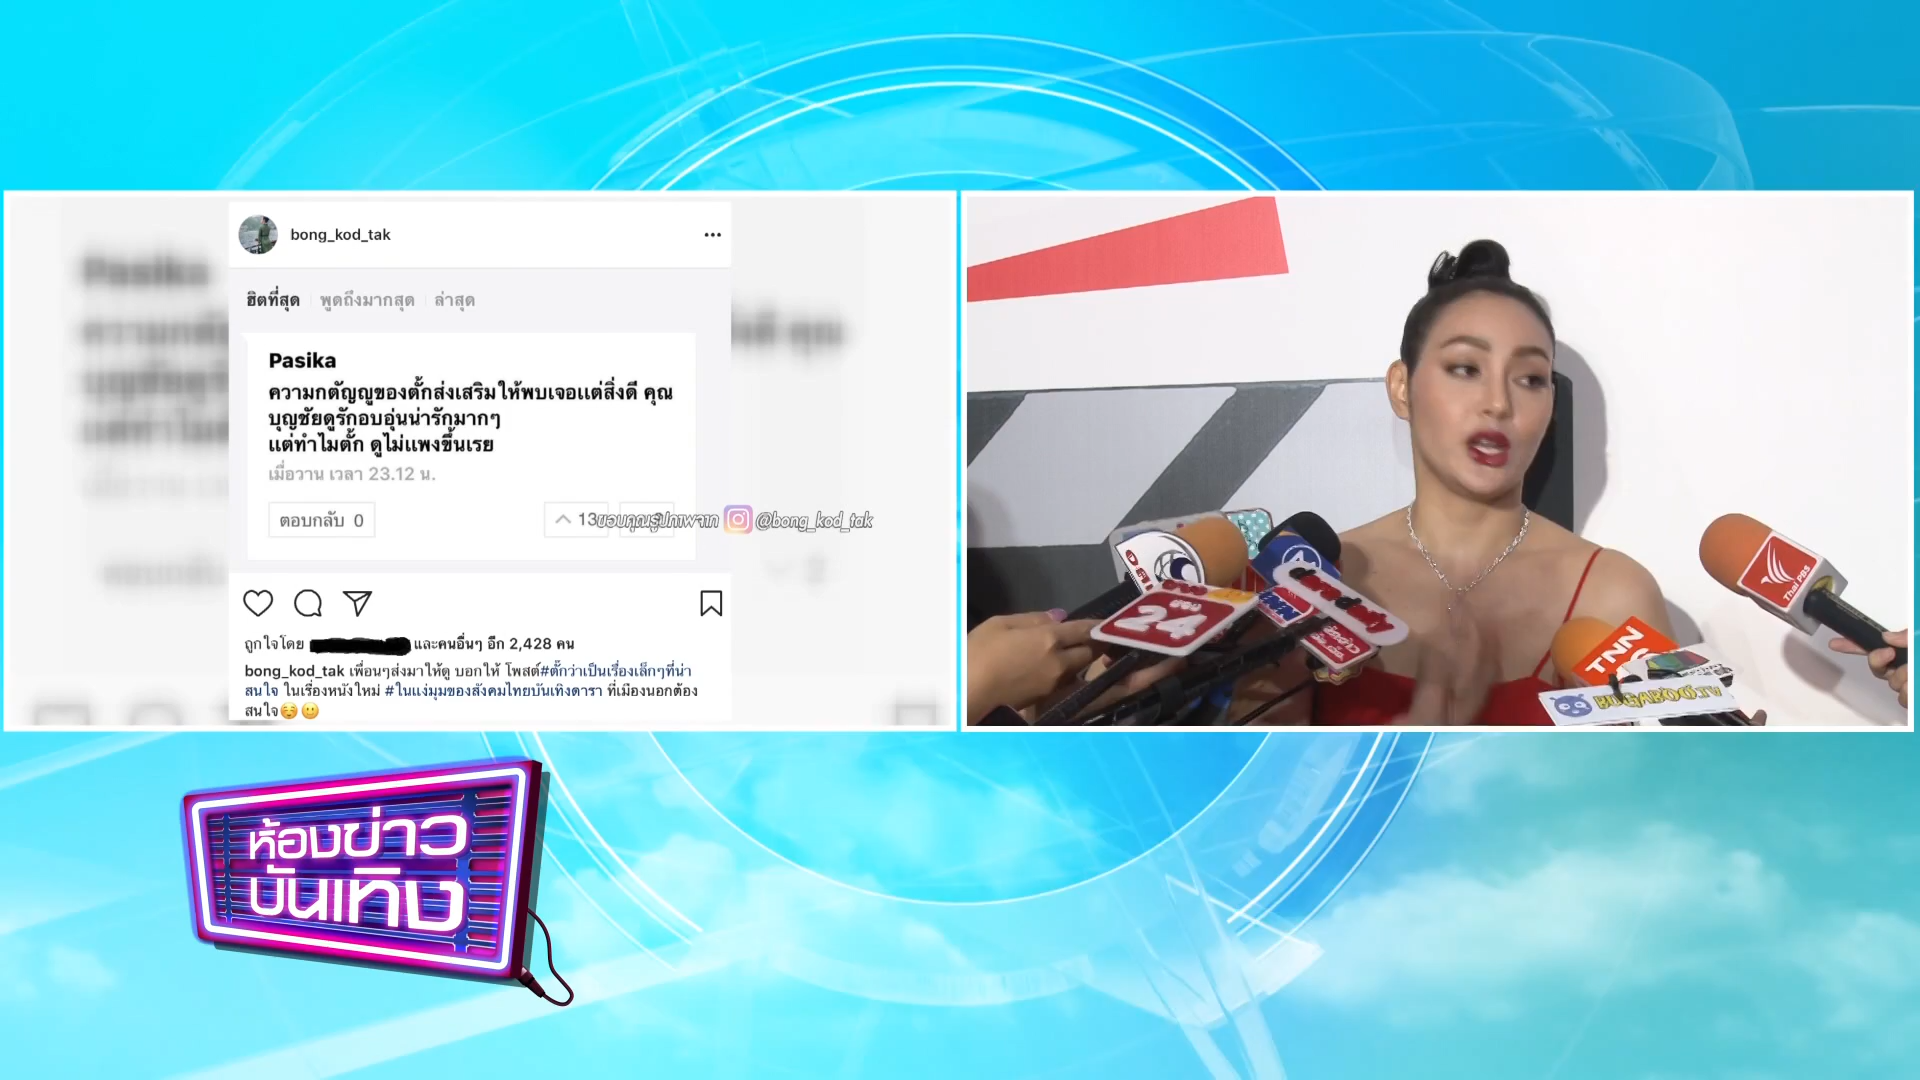 bong_kod_tak
ฮิตที่สุด พูดถึงมากสุด ล่าสุด
Pasika
ความกตัญญูของตั้กส่งเสริมให้พบเจอแต่สิ่งดี คุณ
บุญชัยดูรักอบอุ่นน่ารักมากๆ
แต่ทำไมตั้ก ดูไม่แพงขึ้นเรย
เมื่อวาน เวลา 23.12 น.
ตอบกลับ 0
13
ขอบคุณรูปภาพจาก @bong_kod_tak
ถูกใจโดย และคนอื่นๆ อีก 2,428 คน
bong_kod_tak เพื่อนๆส่งมาให้ดู บอกให้ โพสต์#ตั๊กว่าเป็นเรื่องเล็กๆที่น่า
สนใจ ในเรื่องหนังใหม่ #ในแง่มุมของสังคมไทยบันเทิงดารา ที่เมืองนอกต้อง
สนใจ
24
daradaily
Thai PBS
TNN
BUGABOO.TV
ห้องข่าว
บันเทิง